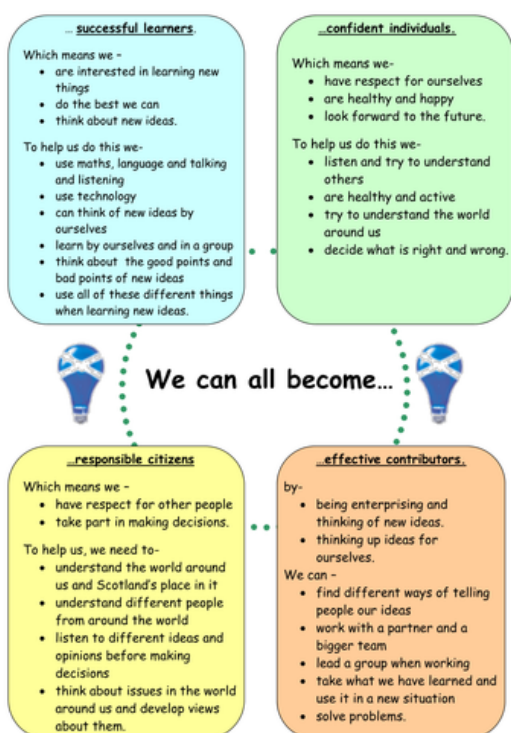 ... successful learners.
Which means we –
• are interested in learning new
things
• do the best we can
• think about new ideas.
To help us do this we-
• use maths, language and talking
and listening
• use technology
• can think of new ideas by
ourselves
• learn by ourselves and in a group
• think about the good points and
bad points of new ideas
• use all of these different things
when learning new ideas.
...confident individuals.
Which means we-
• have respect for ourselves
• are healthy and happy
• look forward to the future.
To help us do this we-
• listen and try to understand
others
• are healthy and active
• try to understand the world
around us
• decide what is right and wrong.
We can all become...
...responsible citizens
Which means we –
• have respect for other people
• take part in making decisions.
To help us, we need to-
• understand the world around
us and Scotland's place in it
• understand different people
from around the world
• listen to different ideas and
opinions before making
decisions
• think about issues in the world
around us and develop views
about them.
...effective contributors.
by-
• being enterprising and
thinking of new ideas.
• thinking up ideas for
ourselves.
We can –
• find different ways of telling
people our ideas
• work with a partner and a
bigger team
• lead a group when working
• take what we have learned and
use it in a new situation
• solve problems.